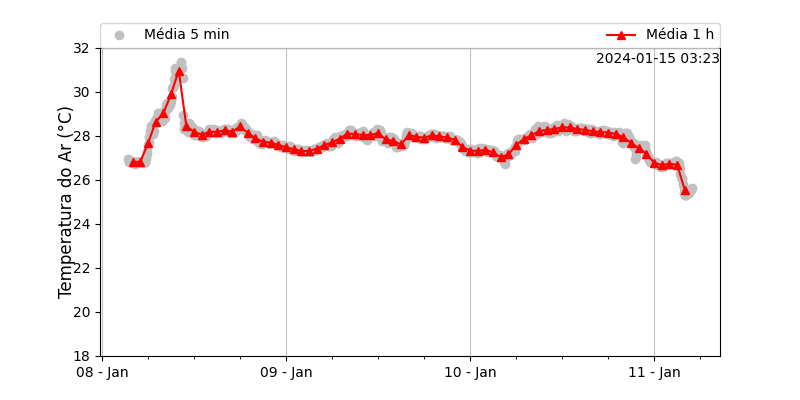 Média 5 min
Média 1 h
2024-01-15 03:23
Temperatura do Ar (°C)
32
30
28
26
24
22
20
18
08 - Jan
09 - Jan
10 - Jan
11 - Jan